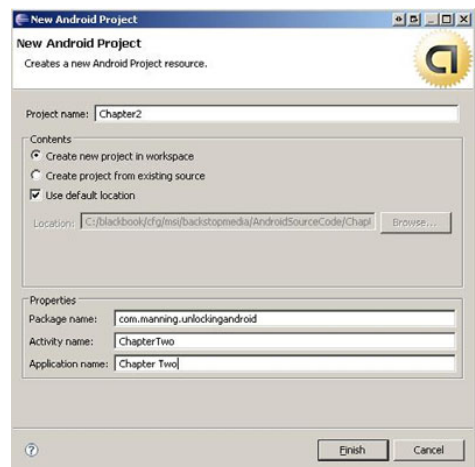 New Android Project
New Android Project
Creates a new Android Project resource.
Project name: Chapter2
Contents
Create new project in workspace
Create project from existing source
Use default location
Location: C:/blackbook/cfg/msi/backstopmedia/AndroidSourceCode/Chapt Browse...
Properties
Package name: com.manning.unlockingandroid
Activity name: ChapterTwo
Application name: Chapter Two
Finish Cancel